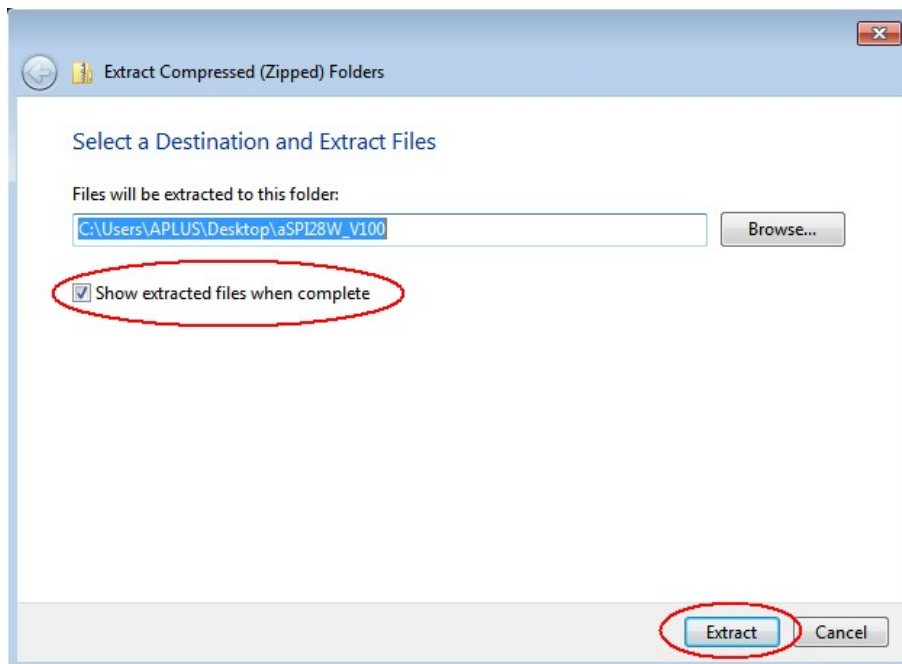 Extract Compressed (Zipped) Folders
Select a Destination and Extract Files
Files will be extracted to this folder:
C:\Users\APLUS\Desktop\aSPI28W_V100
Browse...
Show extracted files when complete
Extract
Cancel